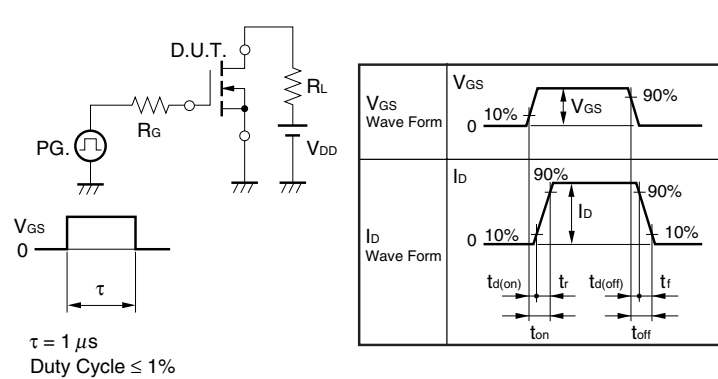 D.U.T.
RL
RG
PG.
VDD
VGS
0
τ
τ = 1 μs
Duty Cycle ≤ 1%
VGS
Wave Form
VGS
10%
0
VGS
90%
ID
Wave Form
ID
90%
90%
ID
0
10%
10%
td(on)
tr
td(off)
tf
ton
toff